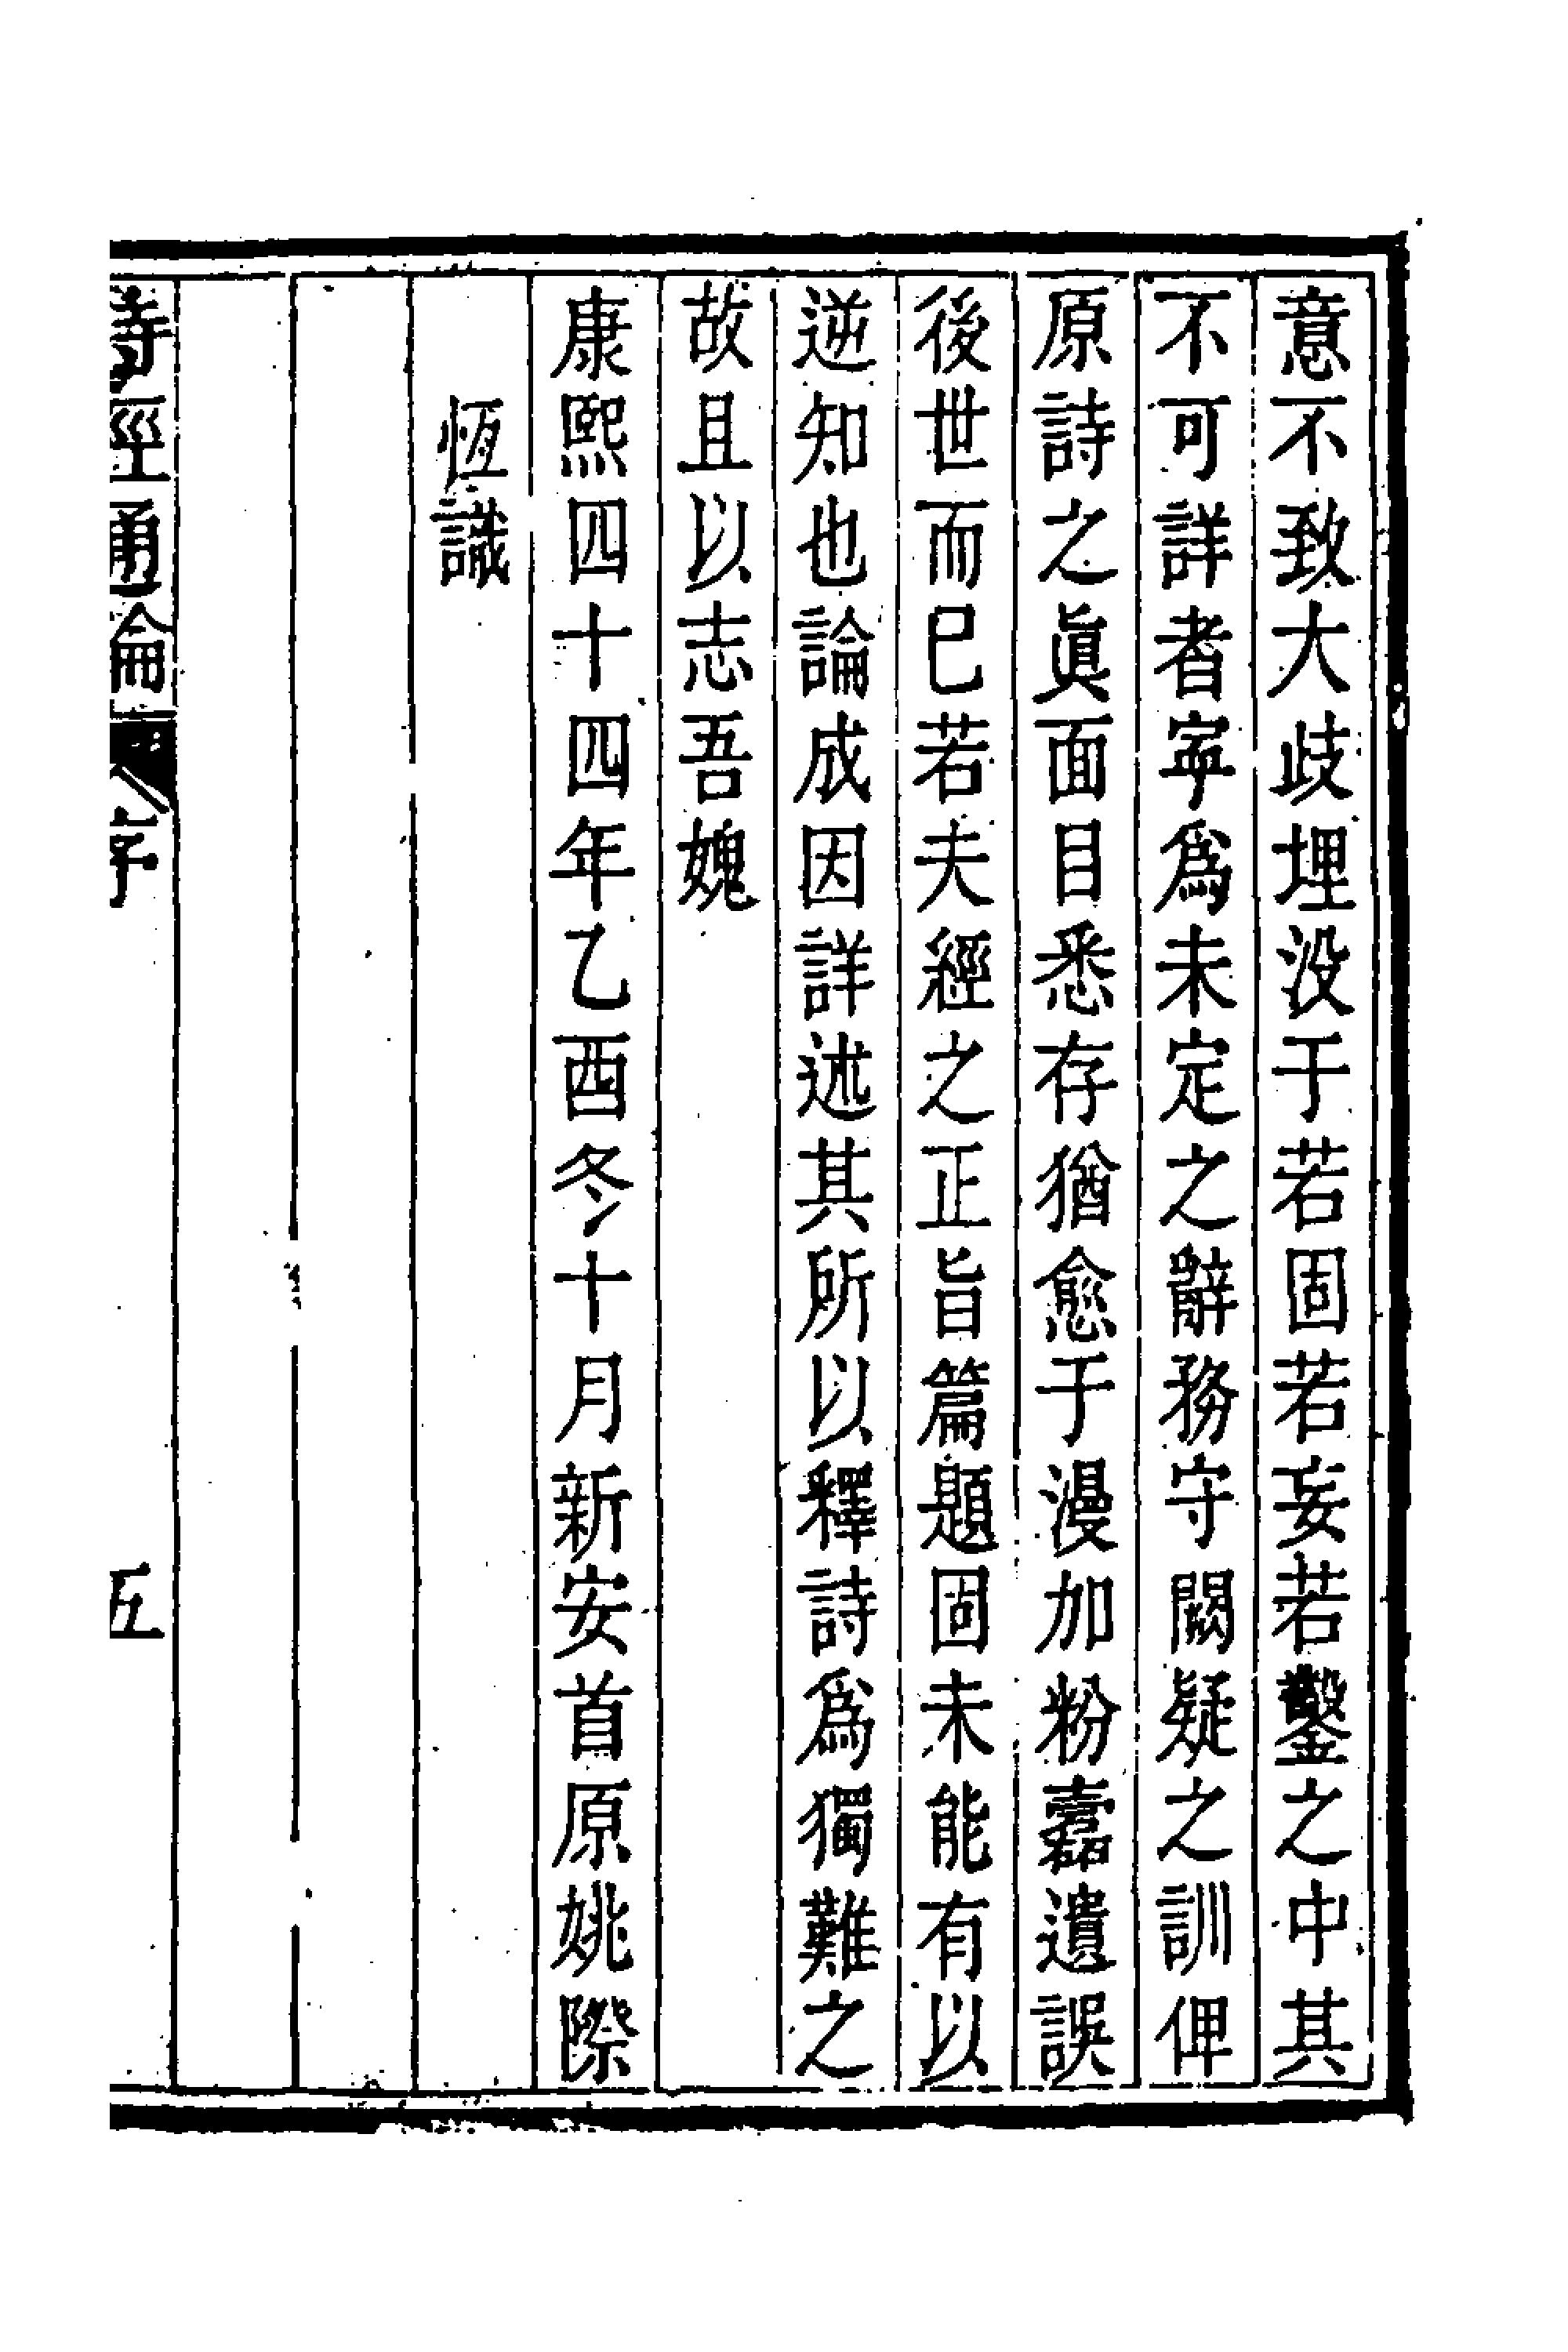 意不致大歧埋没于若固若妄若鑿之中其
不可詳者寧爲未定之辭務守闕疑之訓俾
原詩之眞面目悉存猶愈于漫加粉蠹遺誤
後世而已若夫經之正旨篇題固未能有以
逆知也論成因詳述其所以釋詩爲獨難之
故且以志吾媿
康熙四十四年乙酉冬十月新安首原姚際
恆識
詩經通論 序 五